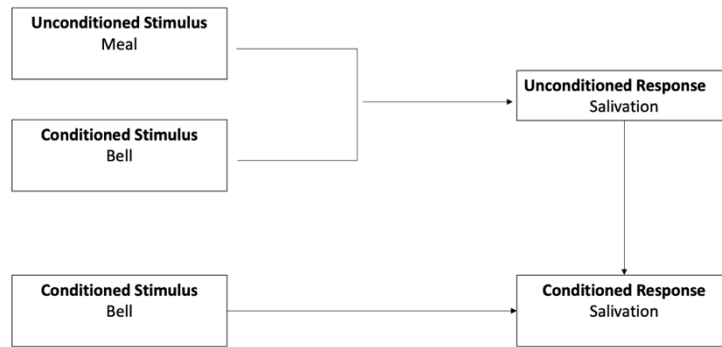 Unconditioned Stimulus
Meal
Unconditioned Response
Salivation
Conditioned Stimulus
Bell
Conditioned Stimulus
Bell
Conditioned Response
Salivation